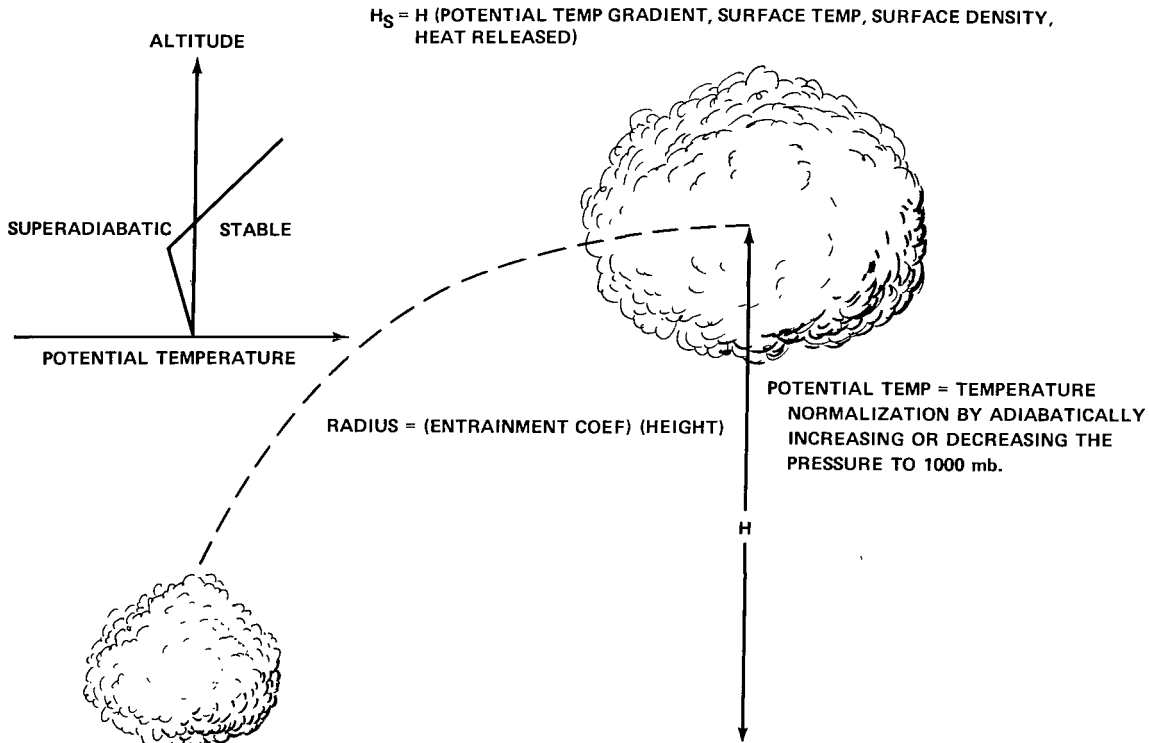 H_S = H (POTENTIAL TEMP GRADIENT, SURFACE TEMP, SURFACE DENSITY,
HEAT RELEASED)
ALTITUDE
SUPERADIABATIC
STABLE
POTENTIAL TEMPERATURE
RADIUS = (ENTRAINMENT COEF) (HEIGHT)
POTENTIAL TEMP = TEMPERATURE
NORMALIZATION BY ADIABATICALLY
INCREASING OR DECREASING THE
PRESSURE TO 1000 mb.
H